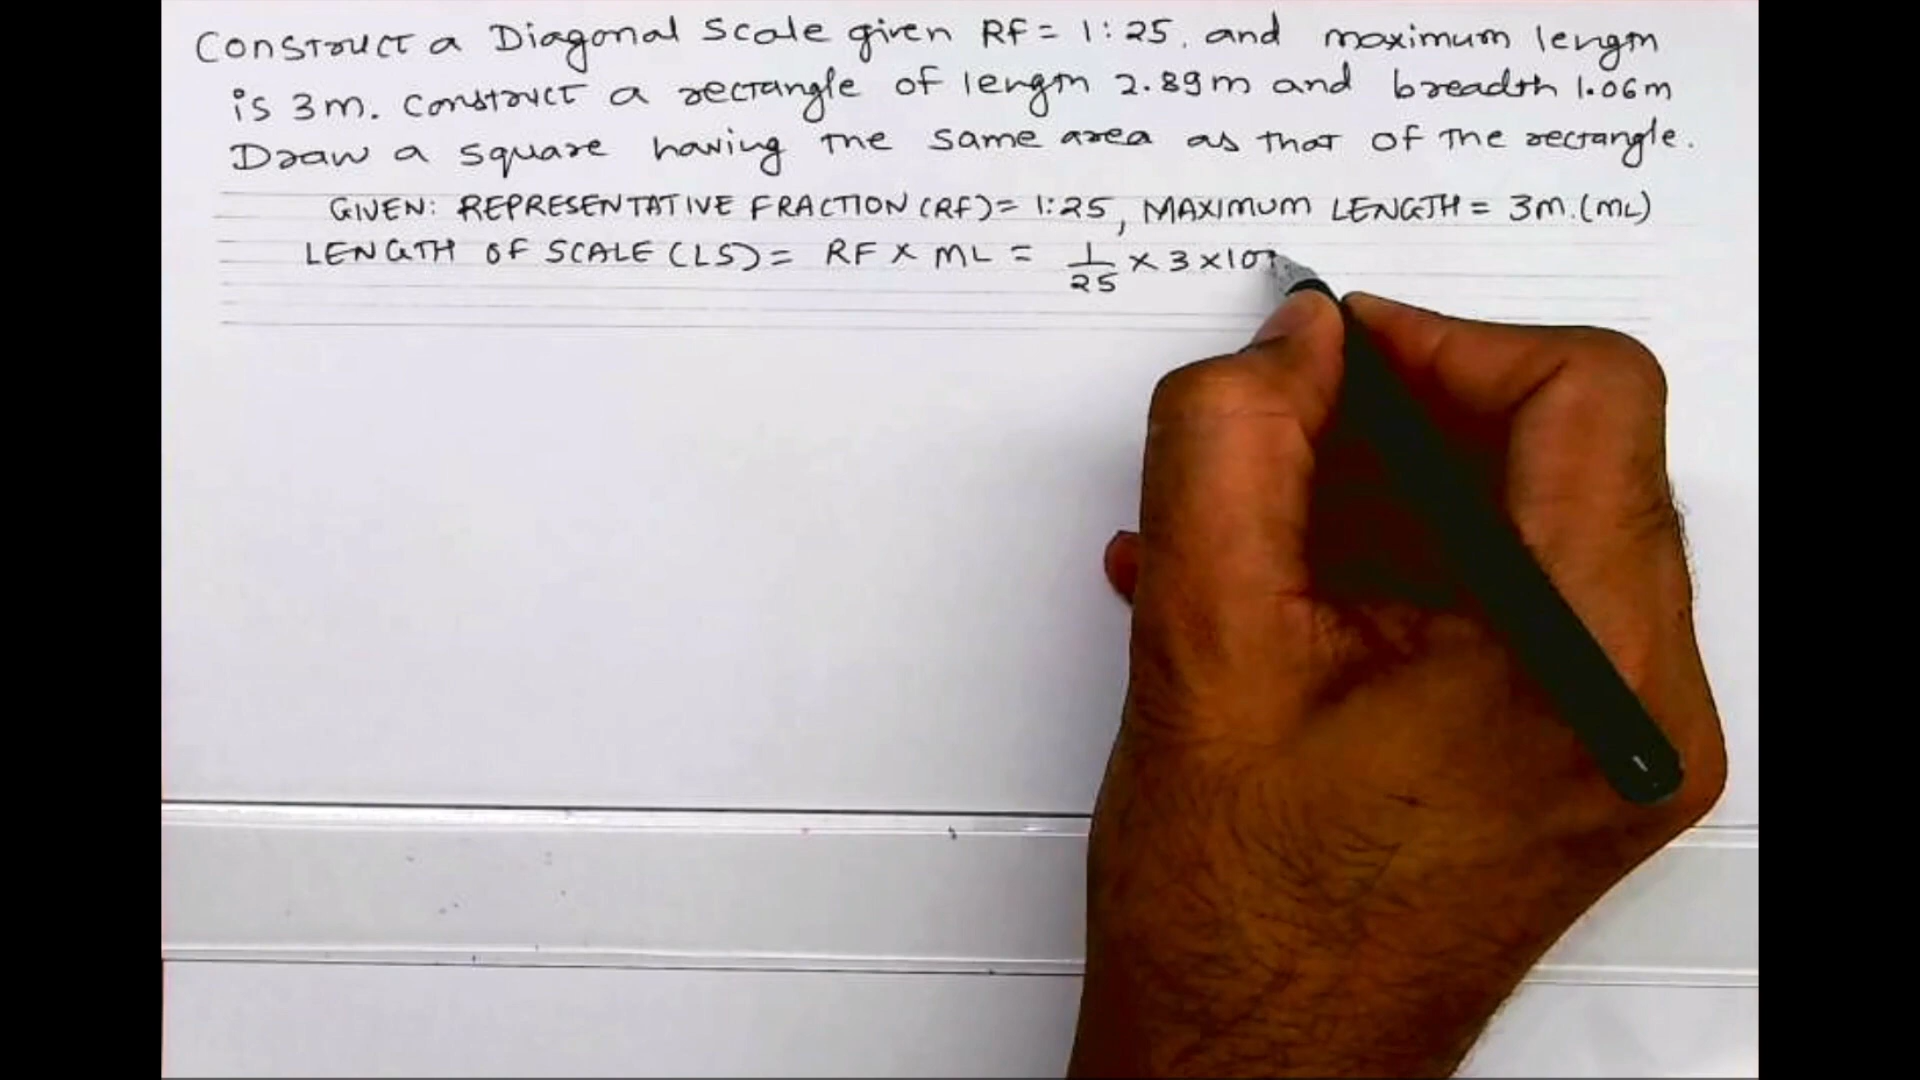 Construct a Diagonal Scale given RF = 1:25. and maximum length
is 3m. Construct a rectangle of length 2.89m and breadth 1.06m
Draw a square having the same area as that of the rectangle.
GIVEN: REPRESENTATIVE FRACTION (RF) = 1:25, MAXIMUM LENGTH = 3m. (ML)
LENGTH OF SCALE (LS) = RF × ML = 1/25 × 3 × 10